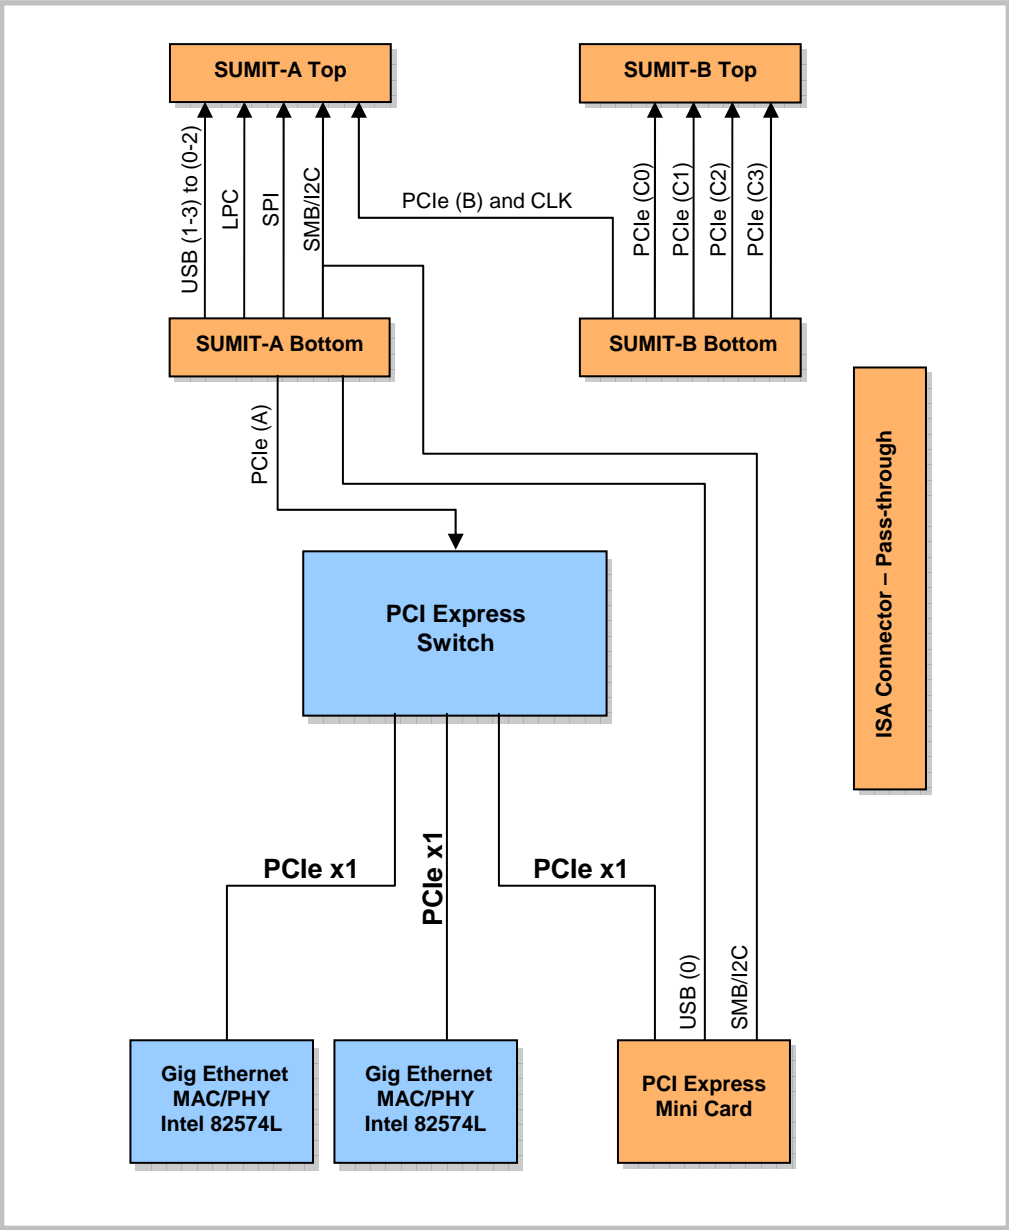 SUMIT-A Top
SUMIT-B Top
USB (1-3) to (0-2)
LPC
SPI
SMB/I2C
PCIe (B) and CLK
PCIe (C0)
PCIe (C1)
PCIe (C2)
PCIe (C3)
SUMIT-A Bottom
SUMIT-B Bottom
PCIe (A)
ISA Connector – Pass-through
PCI Express
Switch
PCIe x1
PCIe x1
PCIe x1
USB (0)
SMB/I2C
Gig Ethernet
MAC/PHY
Intel 82574L
Gig Ethernet
MAC/PHY
Intel 82574L
PCI Express
Mini Card